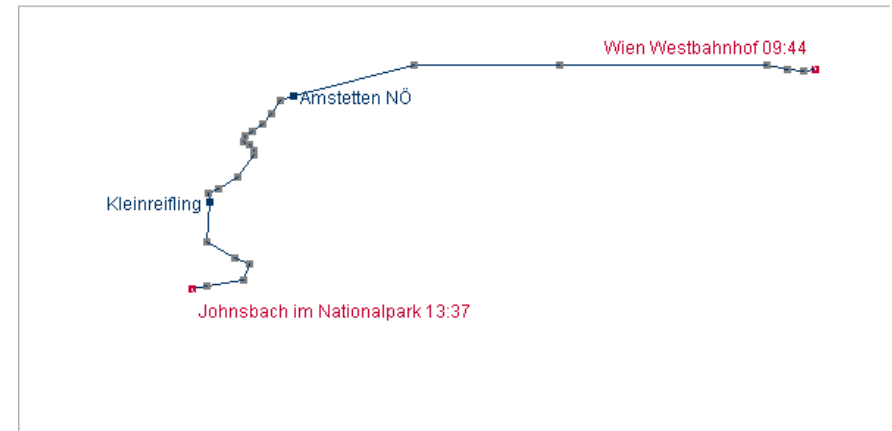 Wien Westbahnhof 09:44
Amstetten NÖ
Kleinreifling
Johnsbach im Nationalpark 13:37